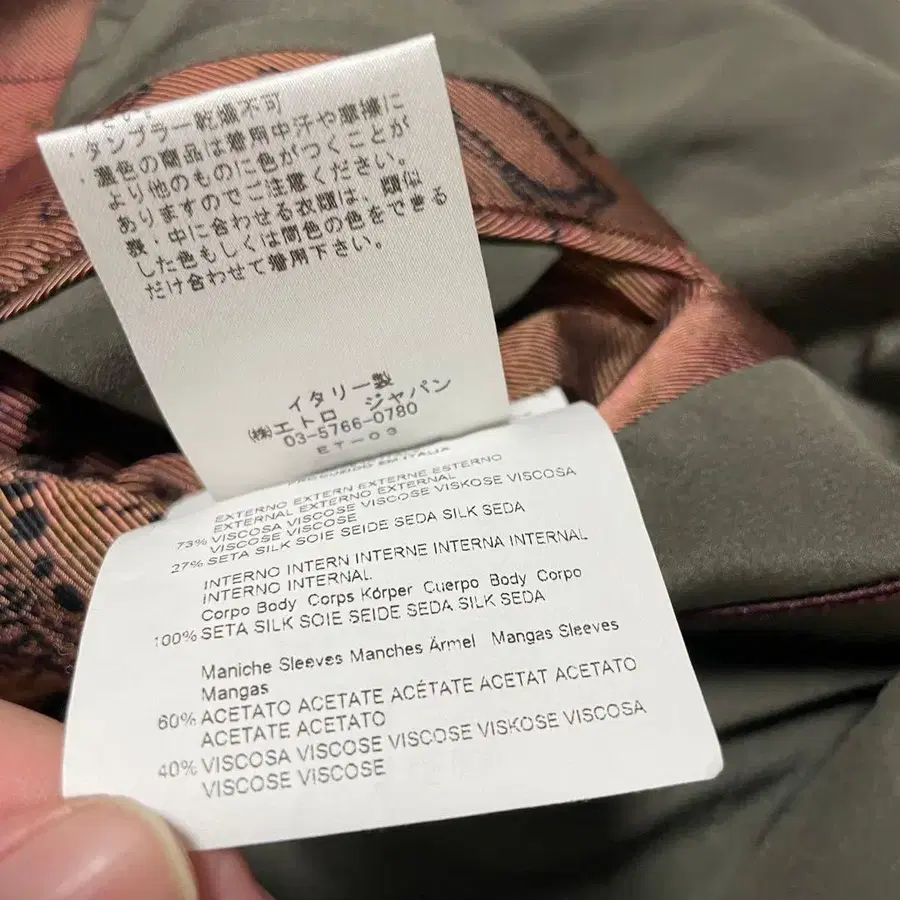 ・タンブラー乾燥不可
・濃色の商品は着用中汗や摩擦に
より他のものに色がつくことが
ありますのでご注意ください。
表・中に合わせる衣類は、類似
した色もしくは同色の色をできる
だけ合わせて着用下さい。
イタリー製
㈱エトロ ジャパン
03-5766-0780
ET-03
EXTERNO EXTERN EXTERNE ESTERNO
EXTERNAL EXTERNO EXTERNAL
73% VISCOSA VISCOSE VISCOSE VISKOSE VISCOSA
VISCOSE VISCOSE
27% SETA SILK SOIE SEIDE SEDA SILK SEDA
INTERNO INTERN INTERNE INTERNA INTERNAL
INTERNO INTERNAL
Corpo Body Corps Körper Cuerpo Body Corpo
100% SETA SILK SOIE SEIDE SEDA SILK SEDA
Maniche Sleeves Manches Ärmel Mangas Sleeves
Mangas
60% ACETATO ACETATE ACÉTATE ACETAT ACETATO
ACETATE ACETATO
40% VISCOSA VISCOSE VISCOSE VISKOSE VISCOSA
VISCOSE VISCOSE